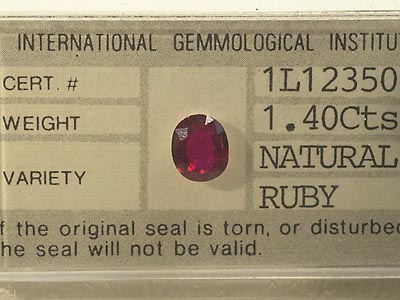 INTERNATIONAL GEMMOLOGICAL
CERT. # 1L12350
WEIGHT 1.40Cts
VARIETY NATURAL
RUBY
f the original seal is torn, or disturbed
he seal will not be valid.